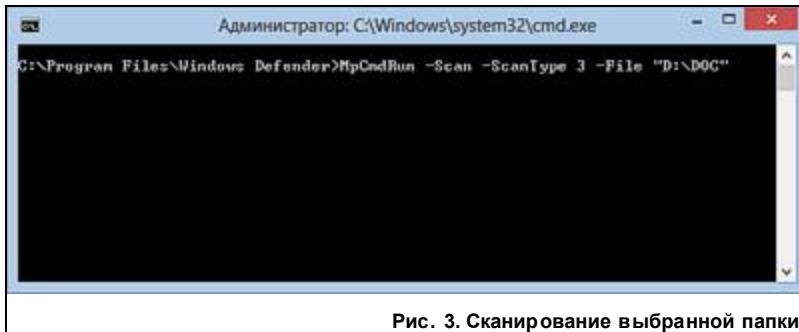 Администратор: C:\Windows\system32\cmd.exe
C:\Program Files\Windows Defender>MpCmdRun -Scan -ScanType 3 -File "D:\DOC"
Рис. 3. Сканирование выбранной папки